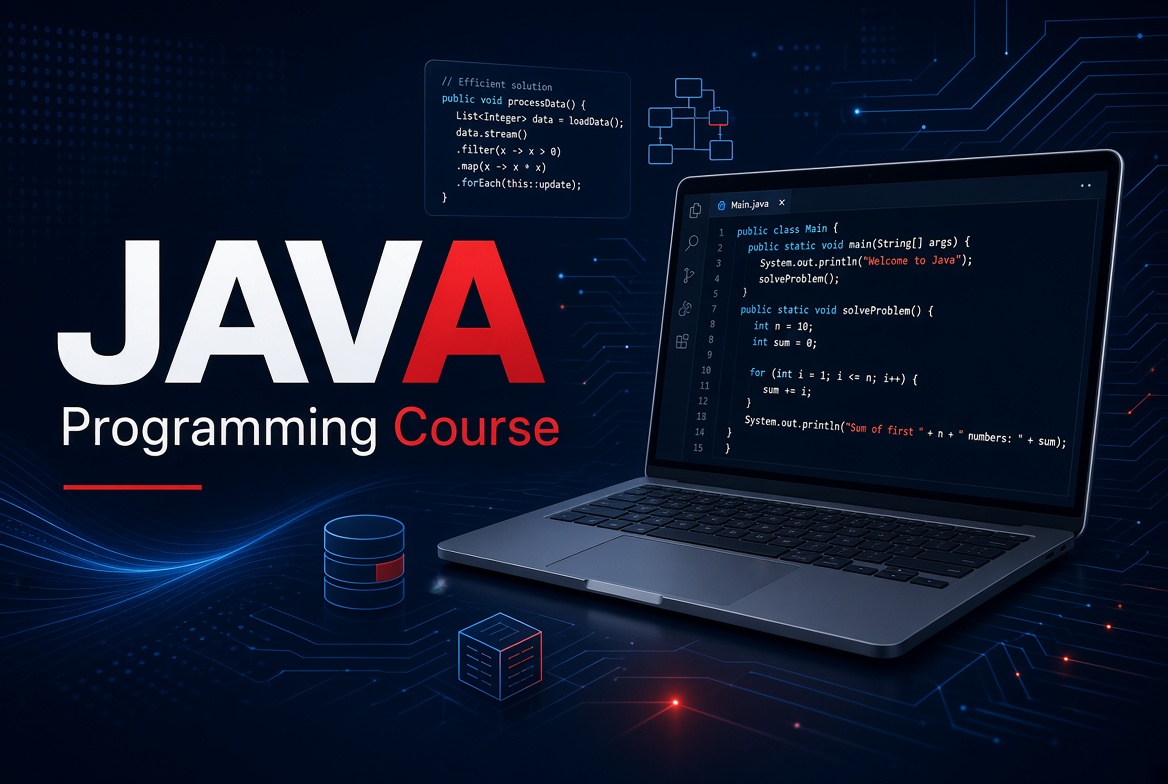 JAVA
Programming Course
// Efficient solution
public void processData() {
List<Integer> data = loadData();
data.stream()
.filter(x -> x > 0)
.map(x -> x * x)
.forEach(this::update);
}
Main.java ×
1 public class Main {
2 public static void main(String[] args) {
3 System.out.println("Welcome to Java");
4 solveProblem();
5 }
7 public static void solveProblem() {
8 int n = 10;
8 int sum = 0;
9
10 for (int i = 1; i <= n; i++) {
11 sum += i;
12 }
13 System.out.println("Sum of first " + n + " numbers: " + sum);
14 }
15 }